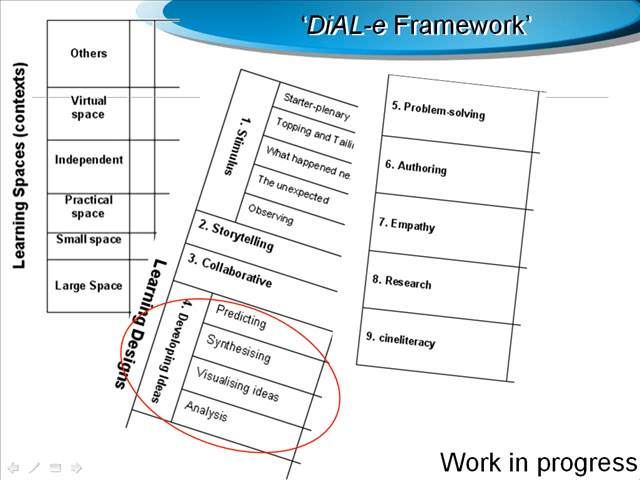 ‘DiAL-e Framework’
Learning Spaces (contexts)
Others
Virtual
space
Independent
Practical
space
Small space
Large Space
Learning Designs
1. Stimulus
Starter-plenary
Topping and Taili
What happened ne
The unexpected
Observing
2. Storytelling
3. Collaborative
4. Developing Ideas
Predicting
Synthesising
Visualising ideas
Analysis
5. Problem-solving
6. Authoring
7. Empathy
8. Research
9. cineliteracy
Work in progress